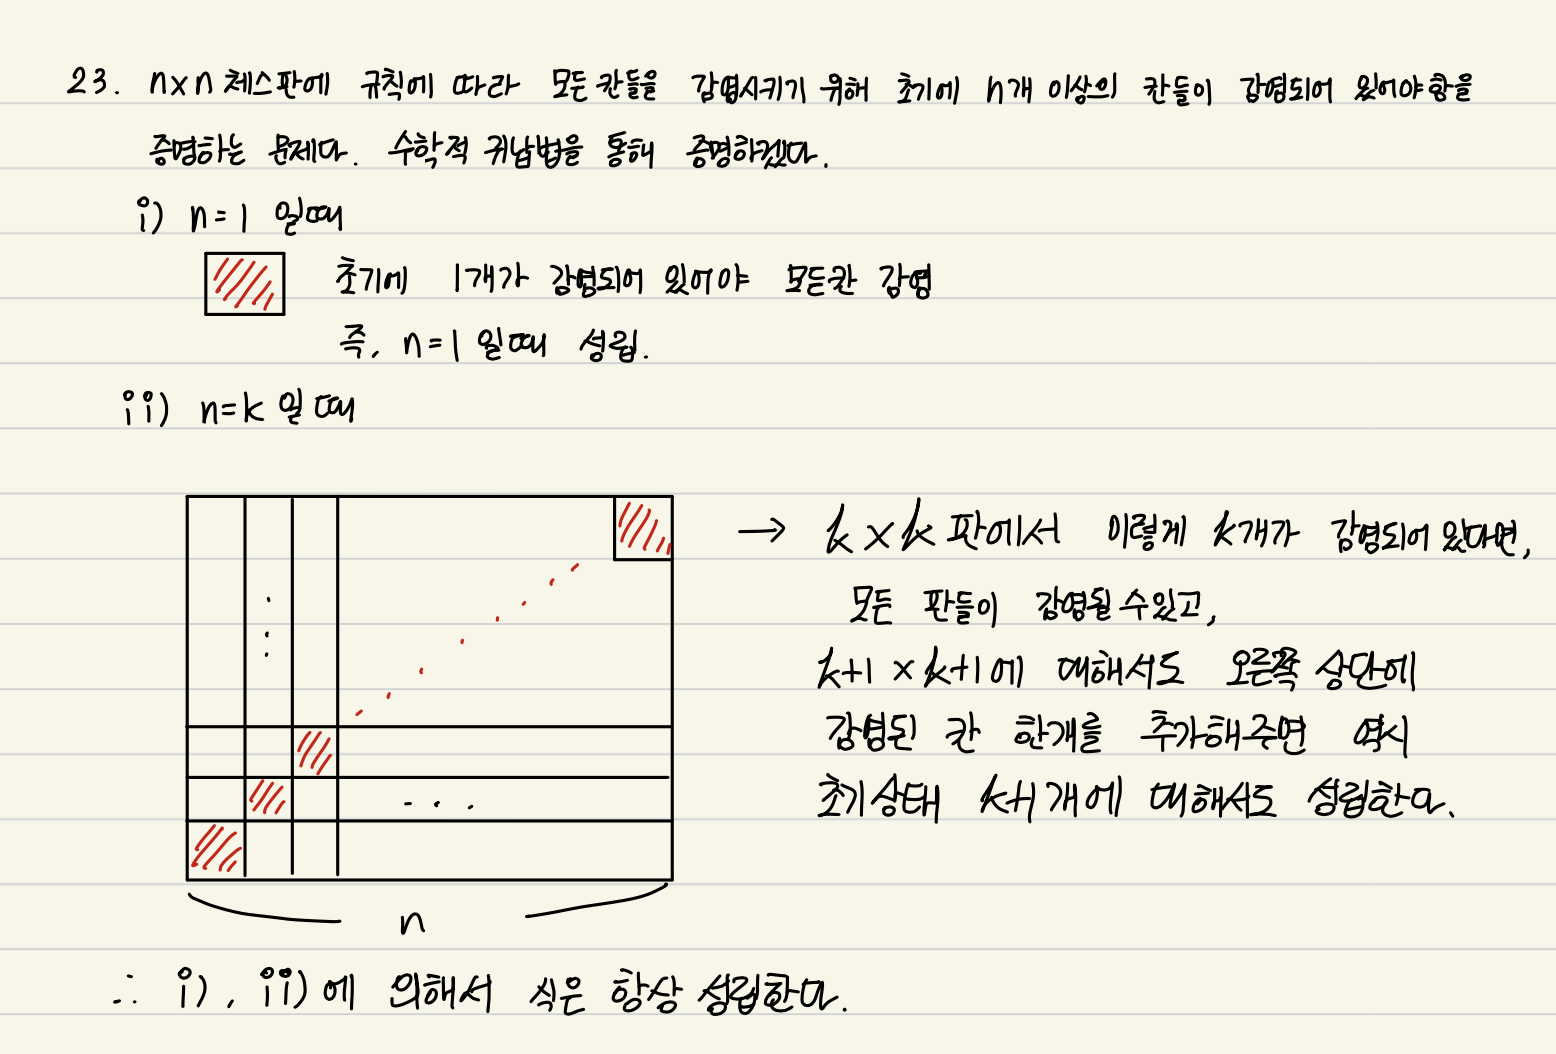 23. n×n 체스판에 규칙에 따라 모든 칸들을 감염시키기 위해 초기에 n개 이상의 칸들이 감염되어 있어야함을
증명하는 문제다. 수학적 귀납법을 통해 증명하겠다.
i) n=1 일때
초기에 1개가 감염되어 있어야 모든칸 감염
즉, n=1 일때 성립.
ii) n=k 일때
→ k×k 판에서 이렇게 k개가 감염되어 있다면,
모든 판들이 감염될 수 있고,
k+1 × k+1 에 대해서도 오른쪽 상단에
감염된 칸 한개를 추가해주면 역시
초기상태 k+1개에 대해서도 성립한다.
n
∴ i), ii)에 의해서 식은 항상 성립한다.